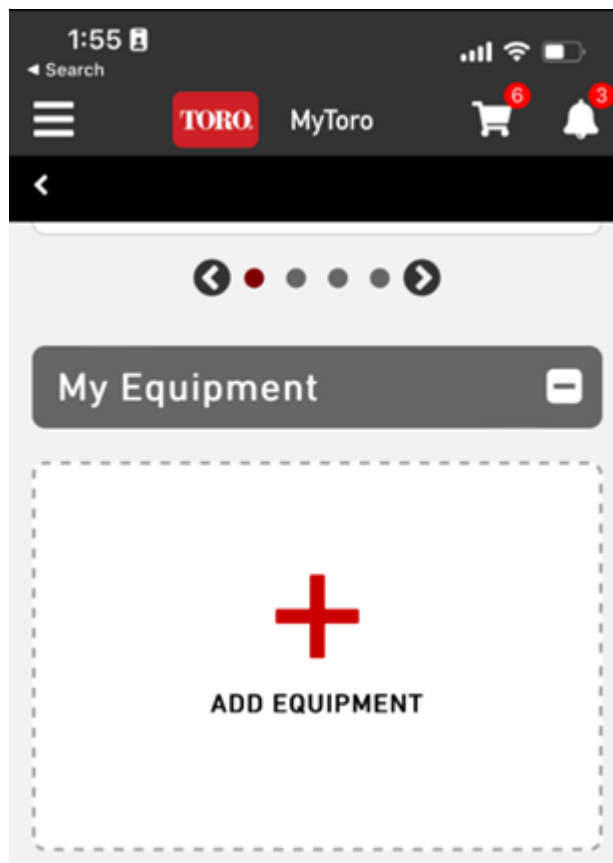 1:55
◄ Search
TORO. MyToro 6 3
My Equipment
ADD EQUIPMENT